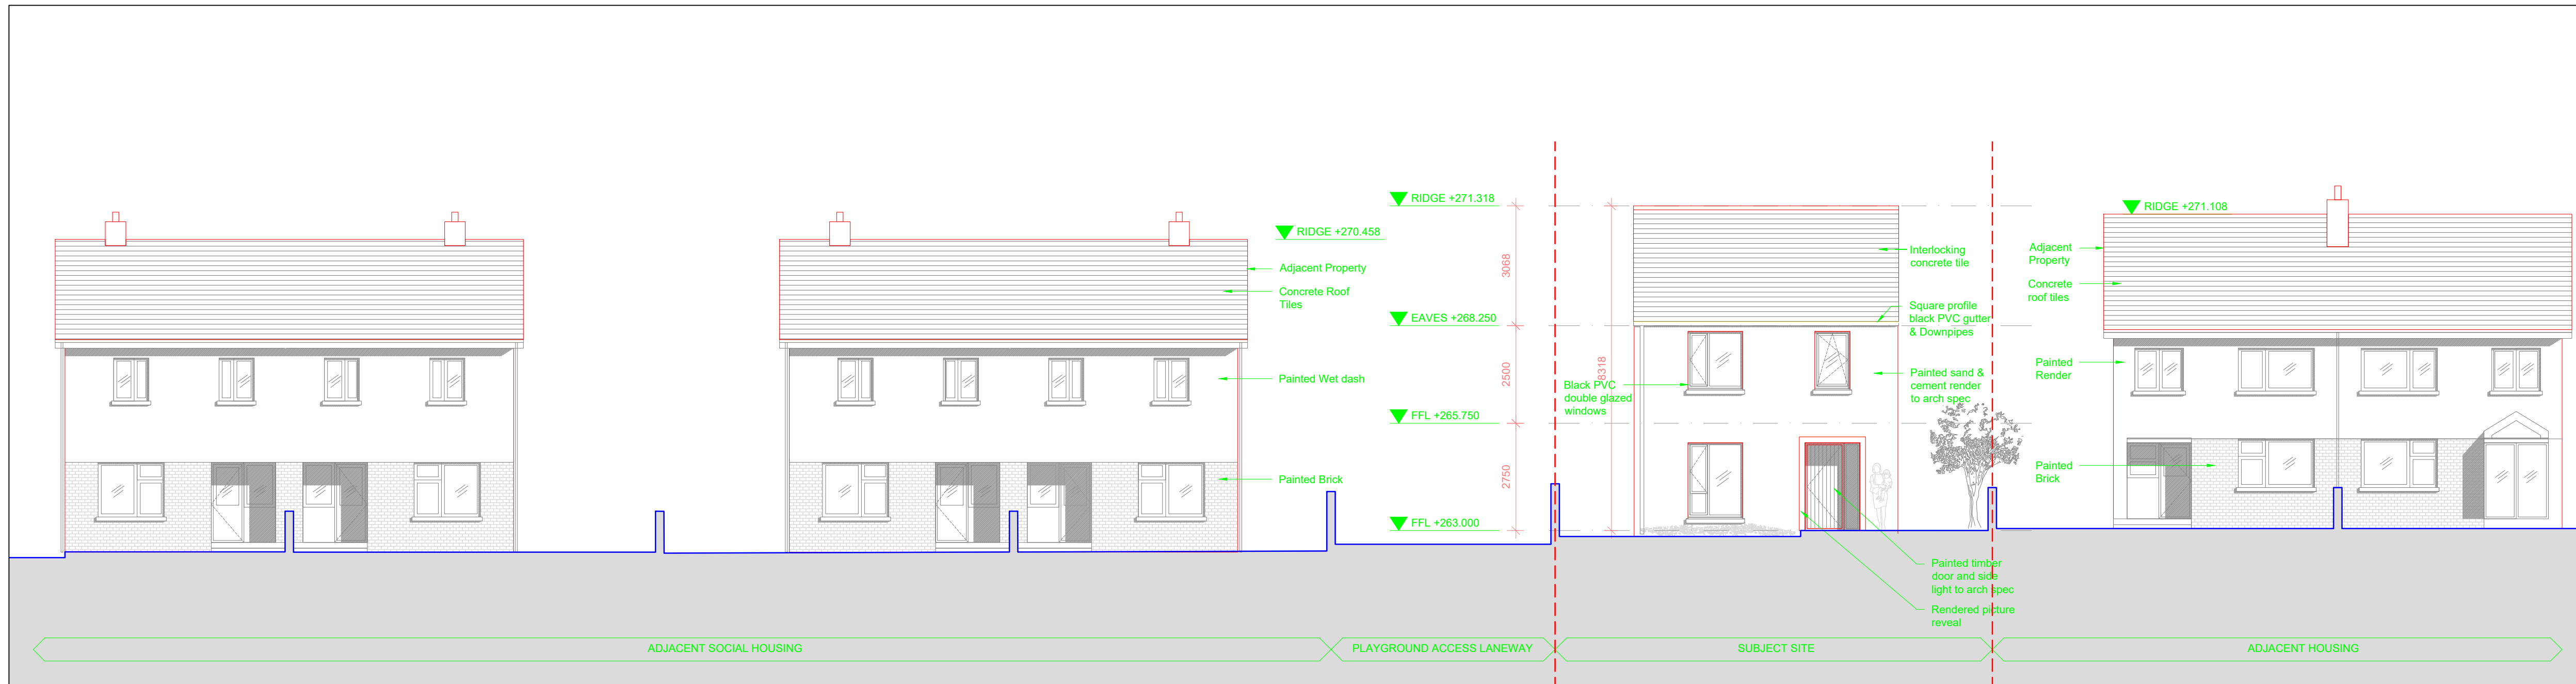 RIDGE +270.458
Adjacent Property
Concrete Roof
Tiles
Painted Wet dash
Painted Brick
RIDGE +271.318
EAVES +268.250
FFL +265.750
FFL +263.000
3068
2500
2750
8318
Black PVC
double glazed
windows
Interlocking
concrete tile
Square profile
black PVC gutter
& Downpipes
Painted sand &
cement render
to arch spec
Painted timber
door and side
light to arch spec
Rendered picture
reveal
RIDGE +271.108
Adjacent
Property
Concrete
roof tiles
Painted
Render
Painted
Brick
ADJACENT SOCIAL HOUSING
PLAYGROUND ACCESS LANEWAY
SUBJECT SITE
ADJACENT HOUSING